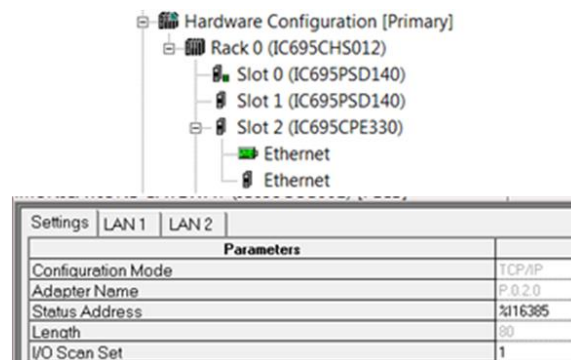 Hardware Configuration [Primary]
Rack 0 (IC695CHS012)
Slot 0 (IC695PSD140)
Slot 1 (IC695PSD140)
Slot 2 (IC695CPE330)
Ethernet
Ethernet
Settings LAN 1 LAN 2
Parameters
Configuration Mode TCP/IP
Adapter Name P.0.2.0
Status Address %I16385
Length 80
I/O Scan Set 1